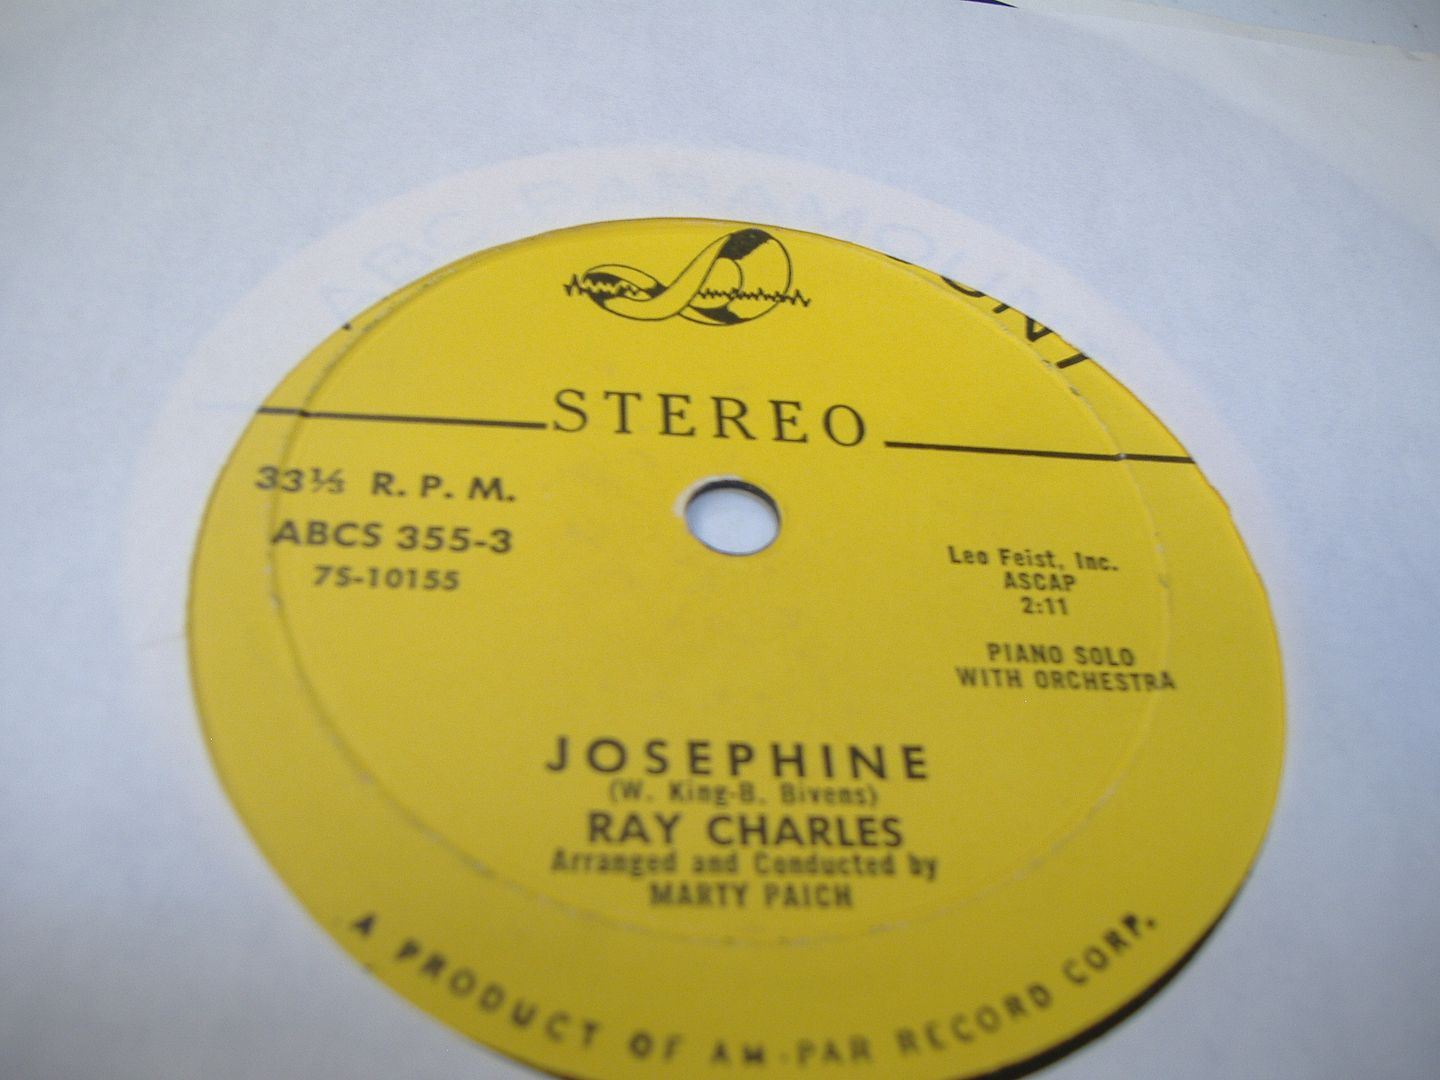 STEREO
33⅓ R. P. M.
ABCS 355-3
7S-10155
Leo Feist, Inc.
ASCAP
2:11
PIANO SOLO
WITH ORCHESTRA
JOSEPHINE
(W. King-B. Bivens)
RAY CHARLES
Arranged and Conducted by
MARTY PAICH
A PRODUCT OF AM-PAR RECORD CORP.